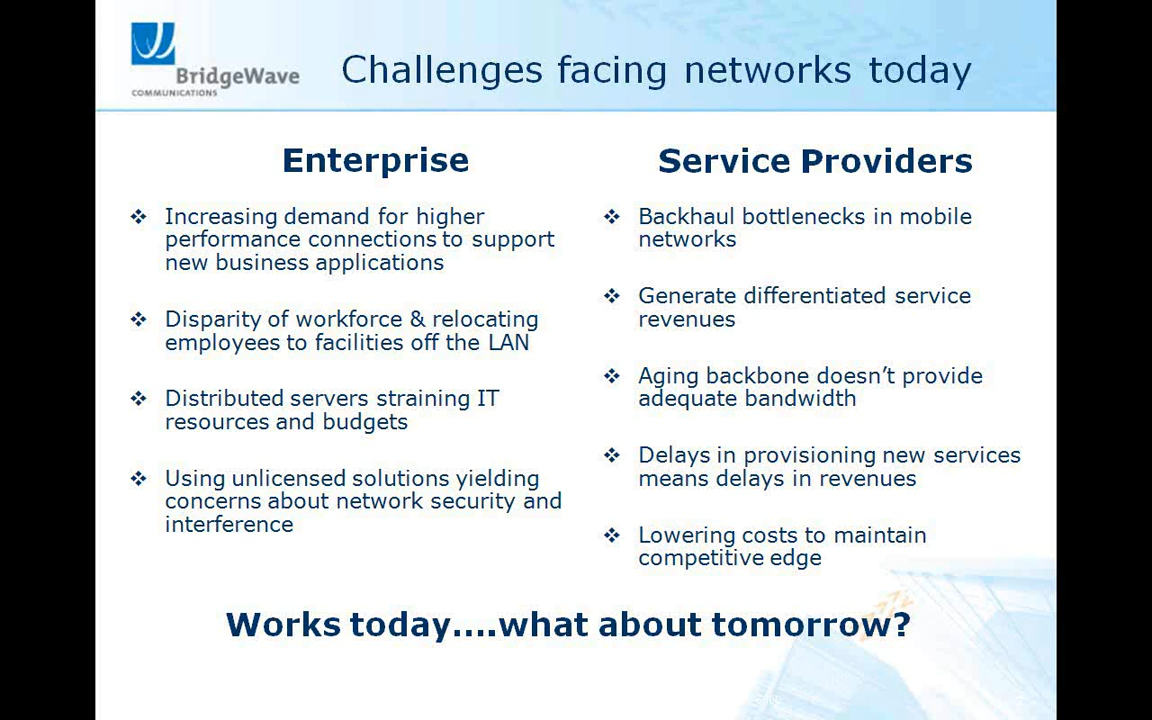 BridgeWave
COMMUNICATIONS
Challenges facing networks today
Enterprise
❖ Increasing demand for higher
performance connections to support
new business applications
❖ Disparity of workforce & relocating
employees to facilities off the LAN
❖ Distributed servers straining IT
resources and budgets
❖ Using unlicensed solutions yielding
concerns about network security and
interference
Service Providers
❖ Backhaul bottlenecks in mobile
networks
❖ Generate differentiated service
revenues
❖ Aging backbone doesn’t provide
adequate bandwidth
❖ Delays in provisioning new services
means delays in revenues
❖ Lowering costs to maintain
competitive edge
Works today....what about tomorrow?